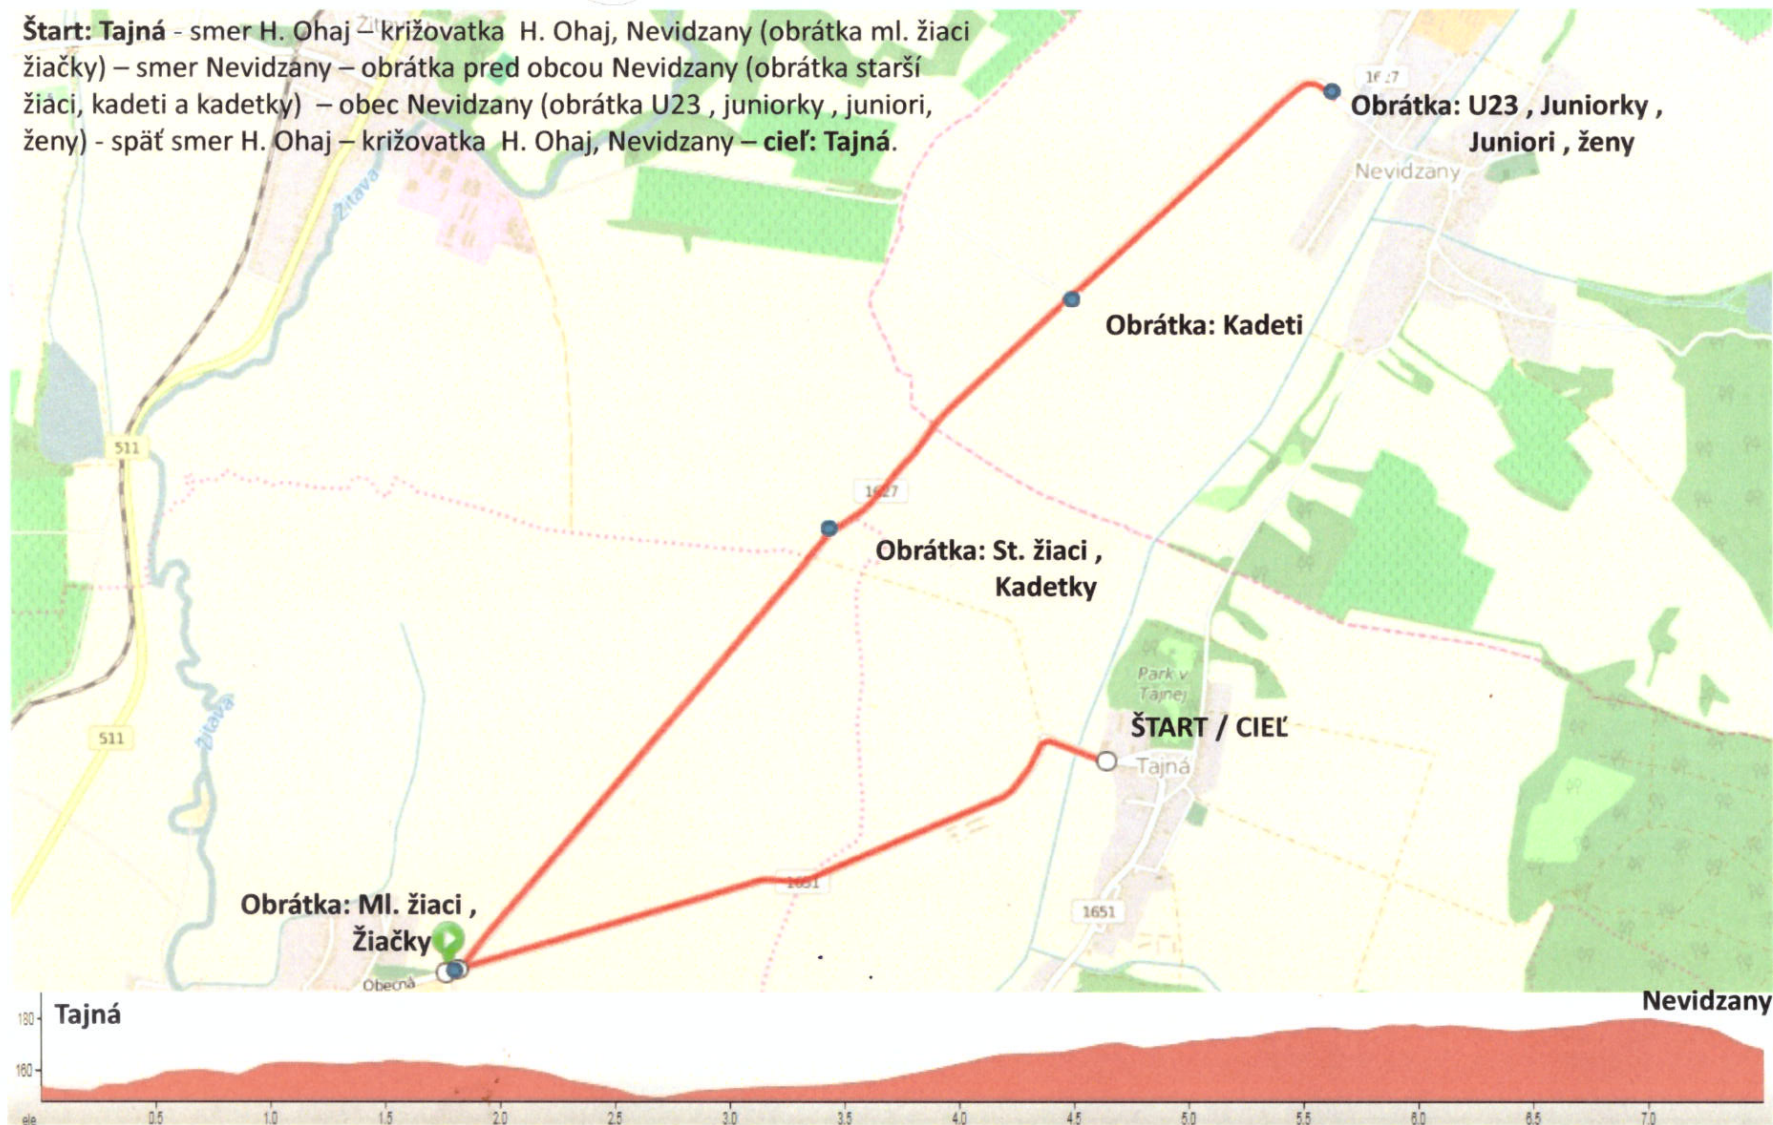 Štart: Tajná - smer H. Ohaj – križovatka  H. Ohaj, Nevidzany (obrátka ml. žiaci
žiačky) – smer Nevidzany – obrátka pred obcou Nevidzany (obrátka starší
žiaci, kadeti a kadetky)  – obec Nevidzany (obrátka U23 , juniorky , juniori,
ženy) - späť smer H. Ohaj – križovatka  H. Ohaj, Nevidzany – cieľ: Tajná.
Žitava
Obrátka: U23 , Juniorky ,
Juniori , ženy
Nevidzany
Žitava
Obrátka: Kadeti
511
1627
Obrátka: St. žiaci ,
Kadetky
Park v
Tajnej
ŠTART / CIEĽ
Tajná
Žitava
511
1651
Obrátka: Ml. žiaci ,
Žiačky
1651
Obecná
Tajná
Nevidzany
180
160
ele
0.5 1.0 1.5 2.0 2.5 3.0 3.5 4.0 4.5 5.0 5.5 6.0 6.5 7.0